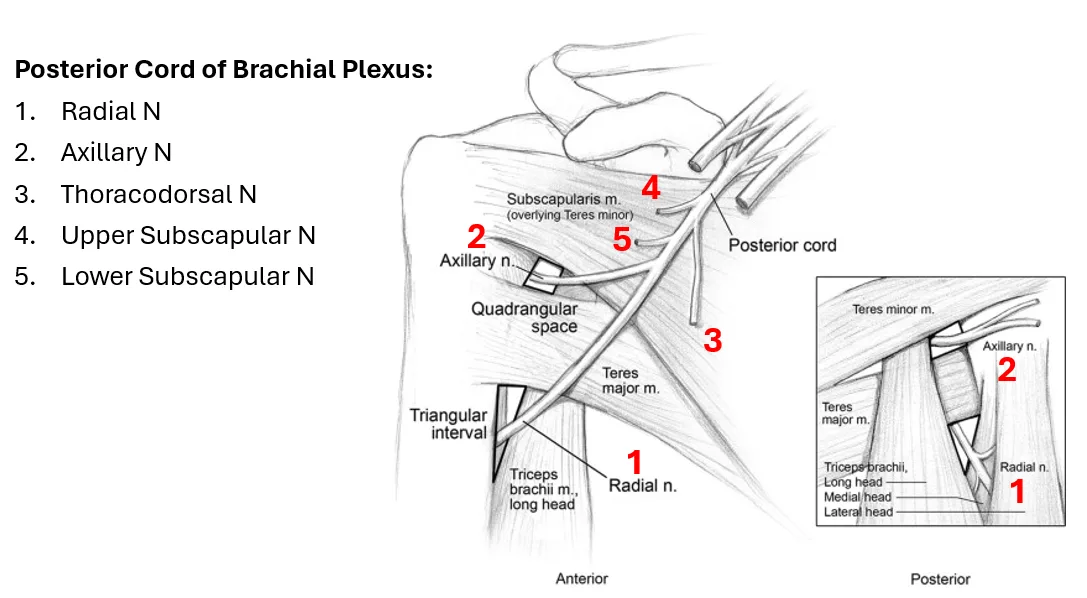 Posterior Cord of Brachial Plexus:
1. Radial N
2. Axillary N
3. Thoracodorsal N
4. Upper Subscapular N
5. Lower Subscapular N
4
Subscapularis m.
(overlying Teres minor)
2
5
Axillary n.
Posterior cord
Quadrangular
space
3
Teres
major m.
Triangular
interval
1
Radial n.
Triceps
brachii m.,
long head
Anterior
Teres minor m.
Axillary n.
2
Teres
major m.
Triceps brachii,
Long head
Medial head
Lateral head
Radial n.
1
Posterior